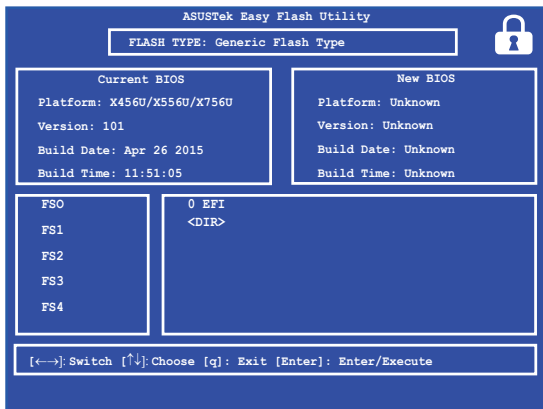 ASUSTek Easy Flash Utility
FLASH TYPE: Generic Flash Type
Current BIOS
Platform: X456U/X556U/X756U
Version: 101
Build Date: Apr 26 2015
Build Time: 11:51:05
New BIOS
Platform: Unknown
Version: Unknown
Build Date: Unknown
Build Time: Unknown
FS0
FS1
FS2
FS3
FS4
0 EFI
<DIR>
[←→]: Switch [↑↓]: Choose [q]: Exit [Enter]: Enter/Execute